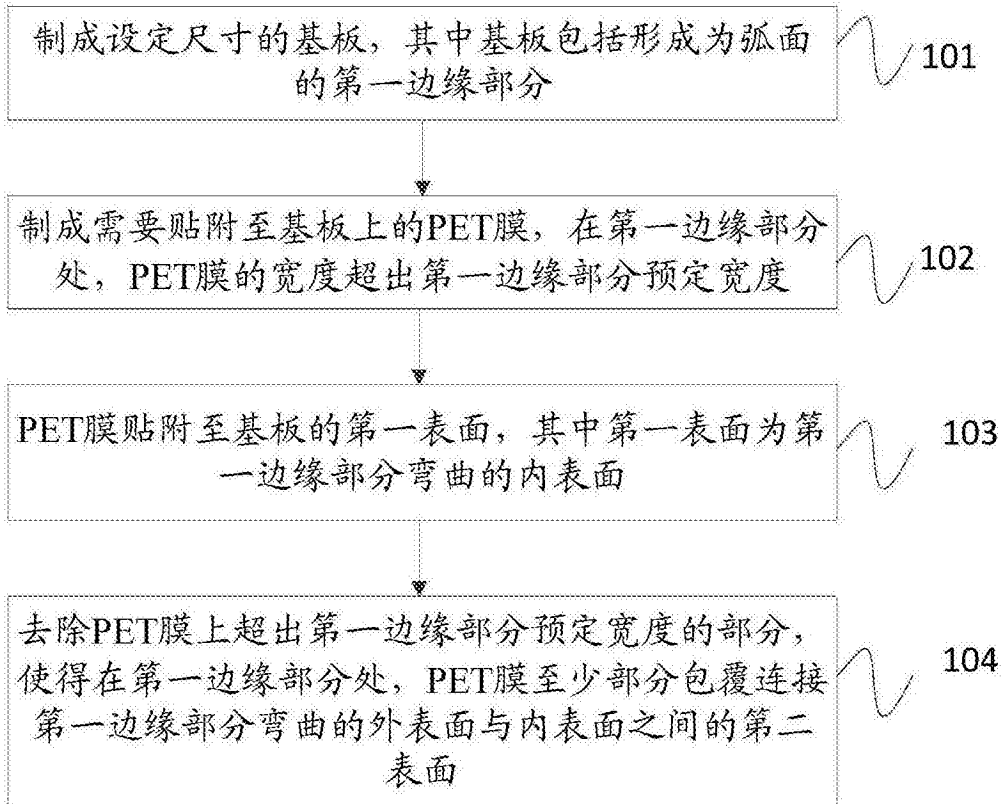 制成设定尺寸的基板，其中基板包括形成为弧面
的第一边缘部分
101
制成需要贴附至基板上的PET膜，在第一边缘部分
处，PET膜的宽度超出第一边缘部分预定宽度
102
PET膜贴附至基板的第一表面，其中第一表面为第
一边缘部分弯曲的内表面
103
去除PET膜上超出第一边缘部分预定宽度的部分，
使得在第一边缘部分处，PET膜至少部分包覆连接
第一边缘部分弯曲的外表面与内表面之间的第二
表面
104